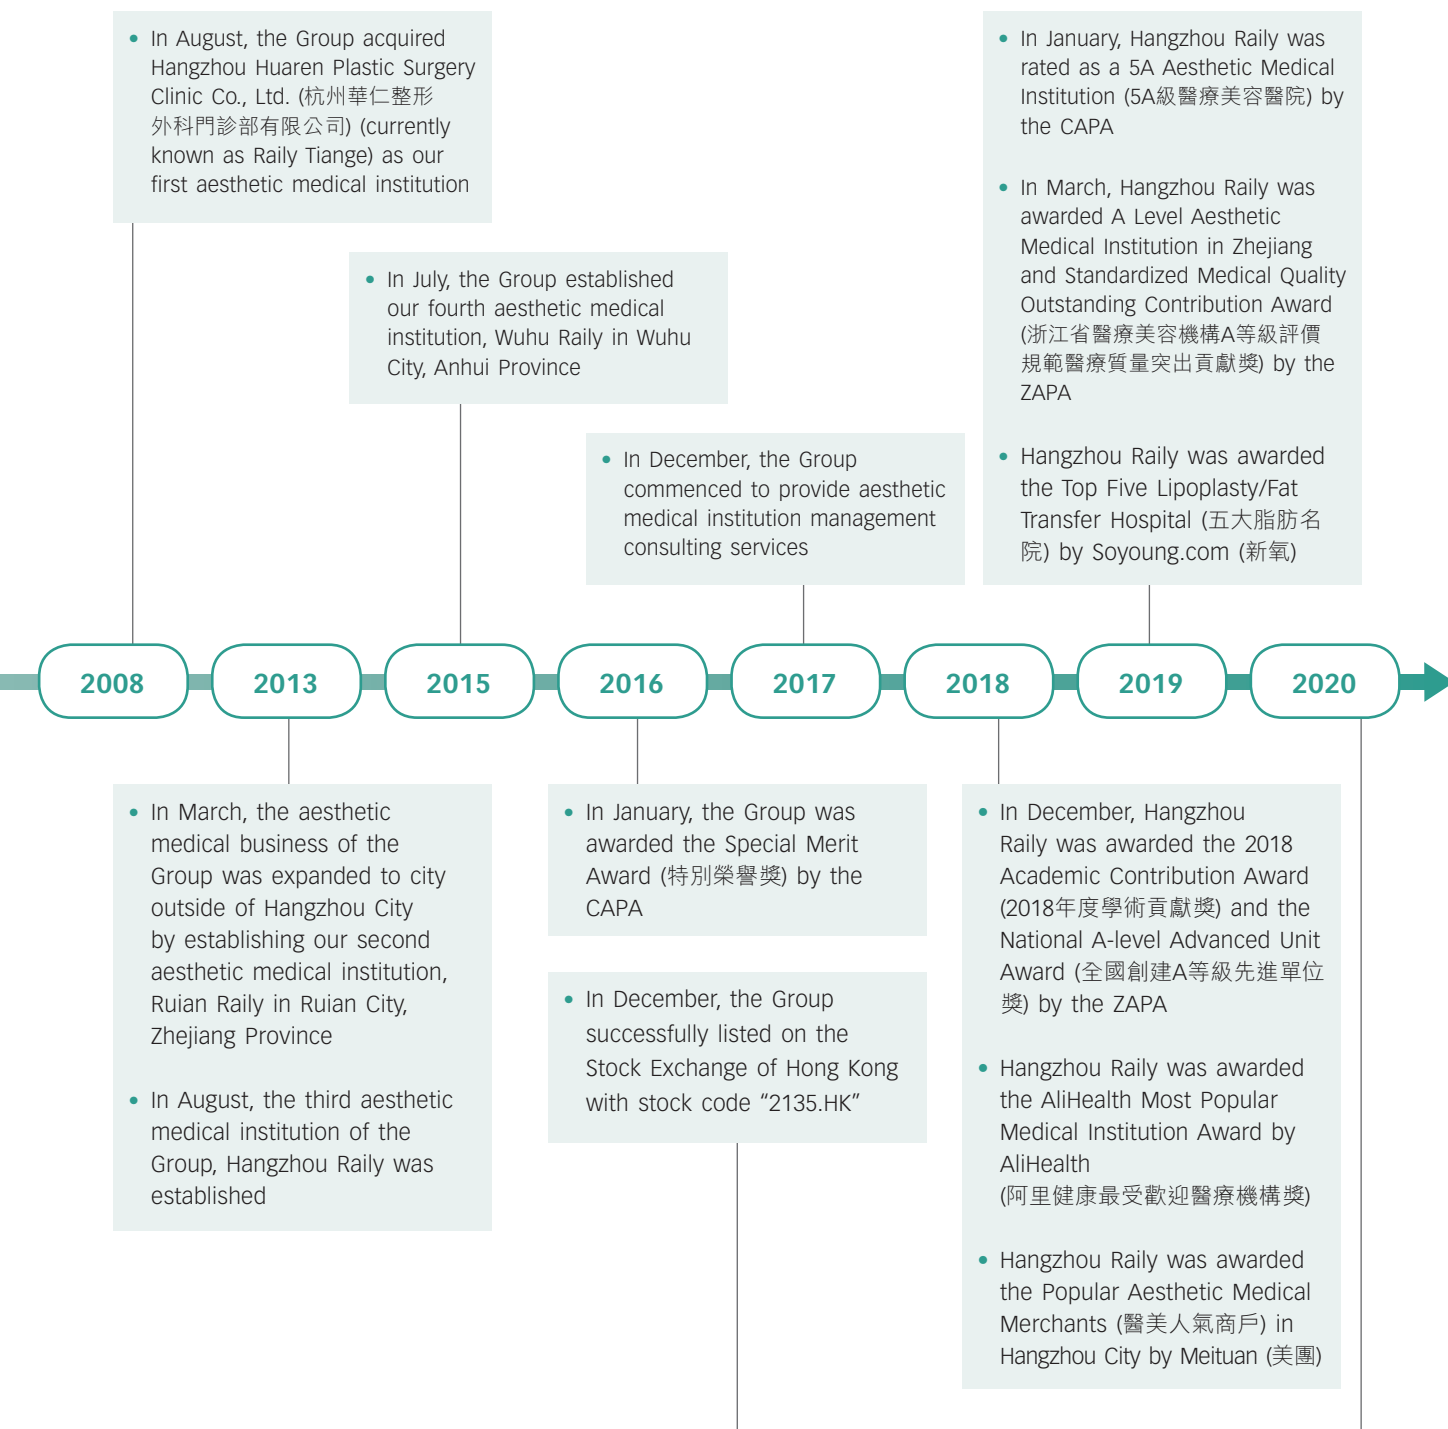 • In August, the Group acquired
Hangzhou Huaren Plastic Surgery
Clinic Co., Ltd. (杭州華仁整形
外科門診部有限公司) (currently
known as Raily Tiange) as our
first aesthetic medical institution
• In July, the Group established
our fourth aesthetic medical
institution, Wuhu Raily in Wuhu
City, Anhui Province
• In December, the Group
commenced to provide aesthetic
medical institution management
consulting services
• In January, Hangzhou Raily was
rated as a 5A Aesthetic Medical
Institution (5A級醫療美容醫院) by
the CAPA
• In March, Hangzhou Raily was
awarded A Level Aesthetic
Medical Institution in Zhejiang
and Standardized Medical Quality
Outstanding Contribution Award
(浙江省醫療美容機構A等級評價
規範醫療質量突出貢獻獎) by the
ZAPA
• Hangzhou Raily was awarded
the Top Five Lipoplasty/Fat
Transfer Hospital (五大脂肪名
院) by Soyoung.com (新氧)
2008
2013
2015
2016
2017
2018
2019
2020
• In March, the aesthetic
medical business of the
Group was expanded to city
outside of Hangzhou City
by establishing our second
aesthetic medical institution,
Ruian Raily in Ruian City,
Zhejiang Province
• In August, the third aesthetic
medical institution of the
Group, Hangzhou Raily was
established
• In January, the Group was
awarded the Special Merit
Award (特別榮譽獎) by the
CAPA
• In December, the Group
successfully listed on the
Stock Exchange of Hong Kong
with stock code “2135.HK”
• In December, Hangzhou
Raily was awarded the 2018
Academic Contribution Award
(2018年度學術貢獻獎) and the
National A-level Advanced Unit
Award (全國創建A等級先進單位
獎) by the ZAPA
• Hangzhou Raily was awarded
the AliHealth Most Popular
Medical Institution Award by
AliHealth
(阿里健康最受歡迎醫療機構獎)
• Hangzhou Raily was awarded
the Popular Aesthetic Medical
Merchants (醫美人氣商戶) in
Hangzhou City by Meituan (美團)